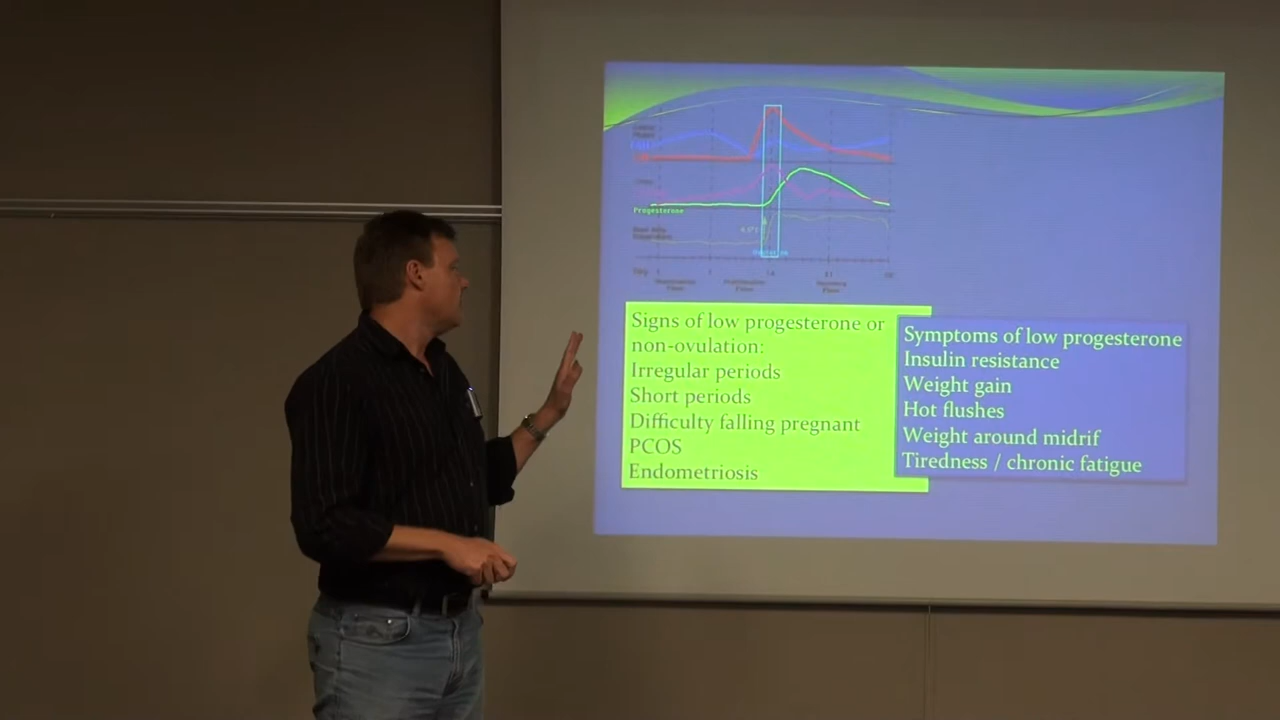 Progesterone
Signs of low progesterone or
non-ovulation:
Irregular periods
Short periods
Difficulty falling pregnant
PCOS
Endometriosis
Symptoms of low progesterone
Insulin resistance
Weight gain
Hot flushes
Weight around midrif
Tiredness / chronic fatigue